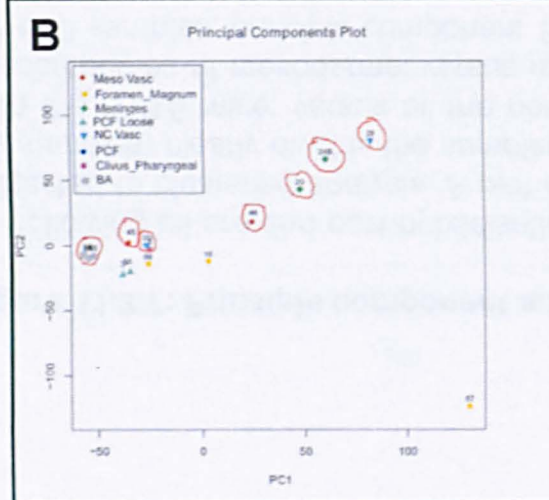 B
Principal Components Plot
Meso Vasc
Foramen_Magnum
Meninges
PCF Loose
NC Vasc
PCF
Clivius_Pharyngeal
BA
PC2
100
50
0
-50
-100
-50
0
50
100
PC1